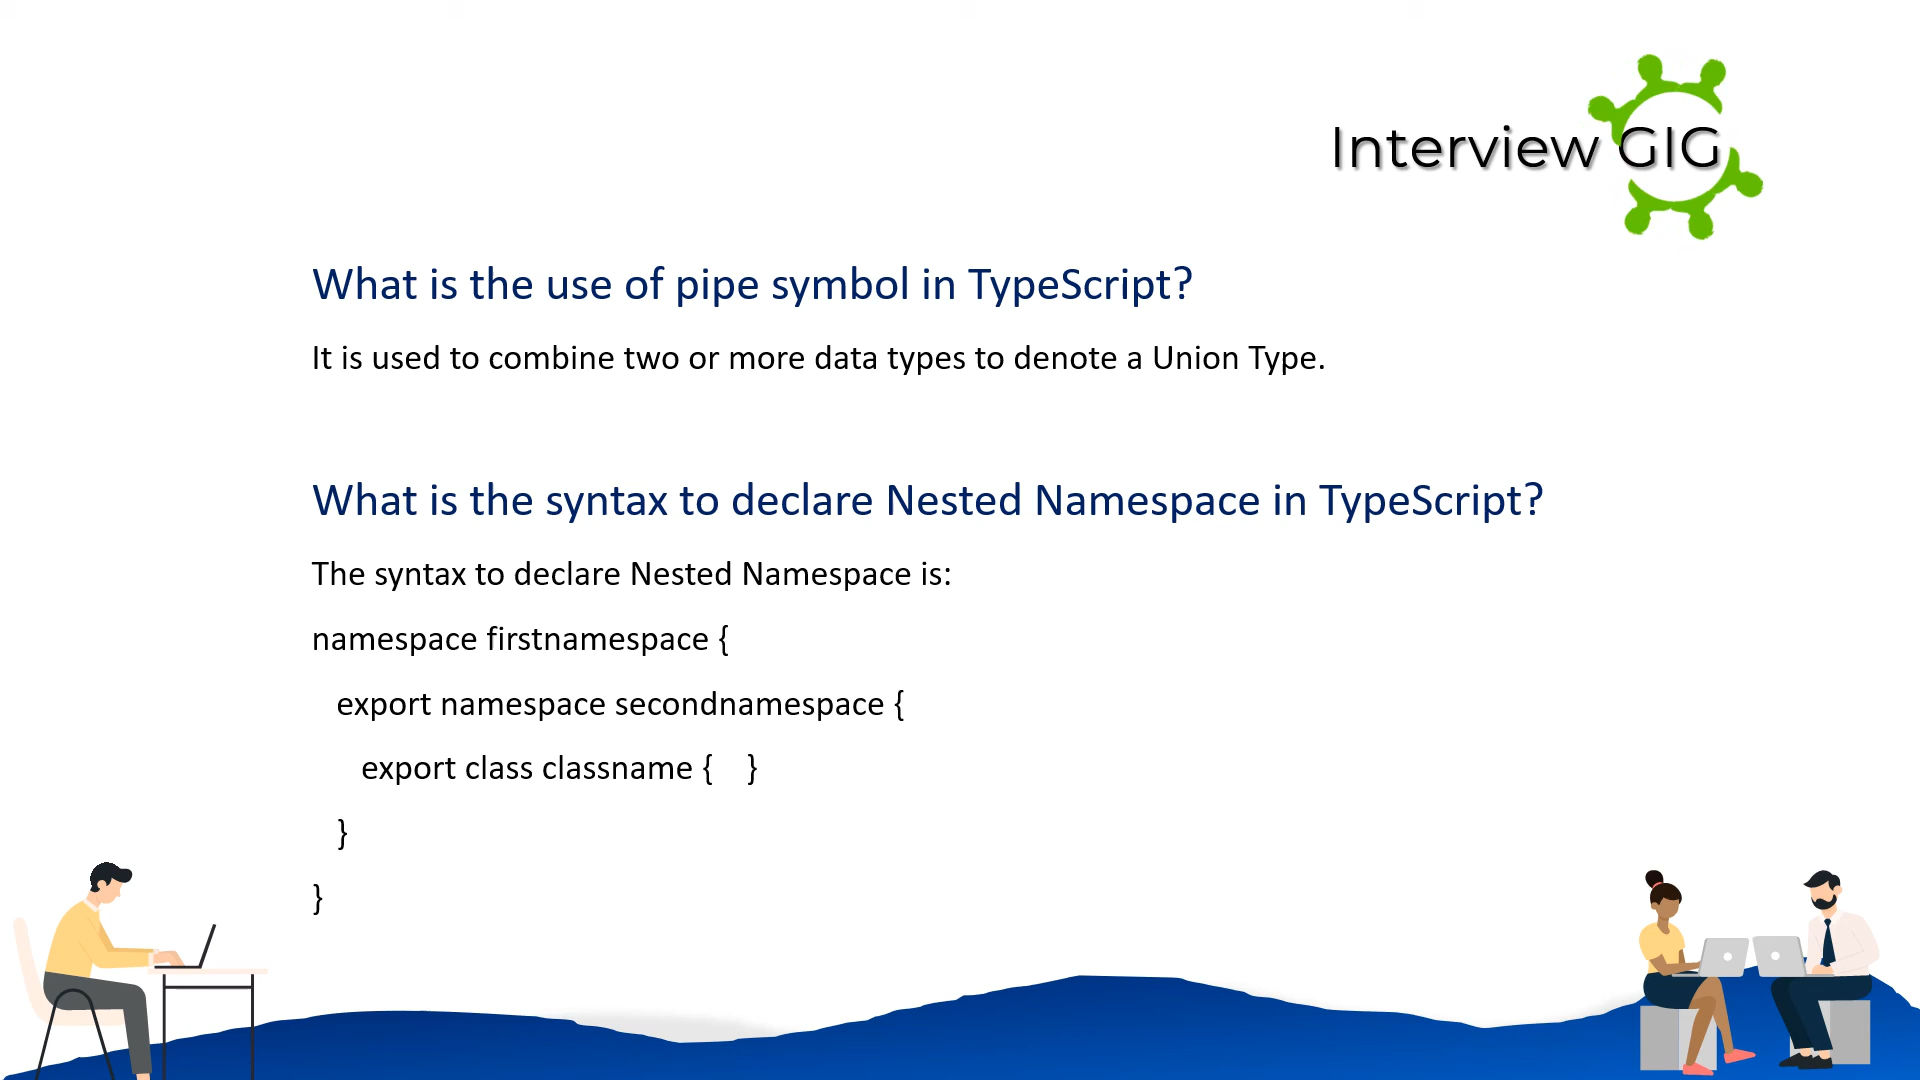 Interview GIG
What is the use of pipe symbol in TypeScript?
It is used to combine two or more data types to denote a Union Type.
What is the syntax to declare Nested Namespace in TypeScript?
The syntax to declare Nested Namespace is:
namespace firstnamespace {
export namespace secondnamespace {
export class classname {    }
}
}